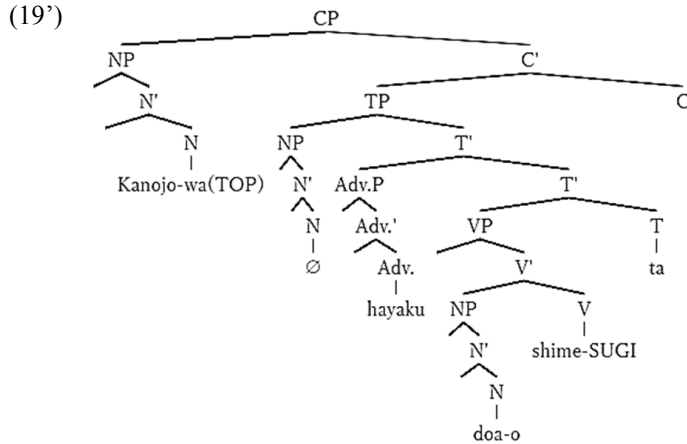 (19’) CP
NP C'
N' TP C
N NP T'
Kanojo-wa(TOP) N' Adv.P T'
N Adv.' VP T
∅ Adv. V' ta
hayaku NP V
N' shime-SUGI
N
doa-o